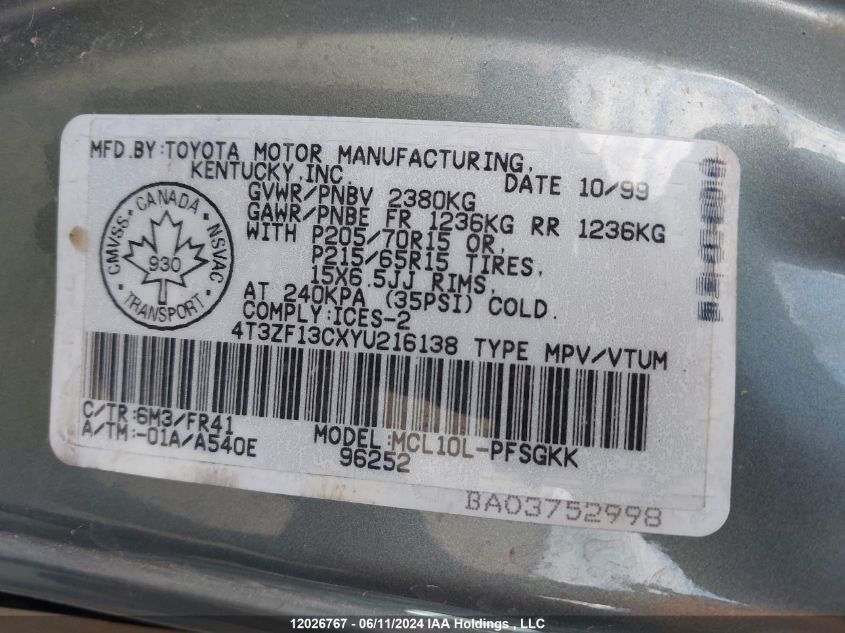 MFD.BY:TOYOTA MOTOR MANUFACTURING,
KENTUCKY,INC. DATE 10/99
GVWR/PNBV 2380KG
GAWR/PNBE FR 1236KG RR 1236KG
WITH P205/70R15 OR,
P215/65R15 TIRES,
15X6.5JJ RIMS,
AT 240KPA (35PSI) COLD.
COMPLY:ICES-2
4T3ZF13CXYU216138 TYPE MPV/VTUM
CANADA
CMVSS
NSVAC
930
TRANSPORT
C/TR:6M3/FR41
A/TM:-01A/A540E
MODEL:MCL10L-PFSGKK
96252
BA03752998
12026767 - 06/11/2024 IAA Holdings , LLC